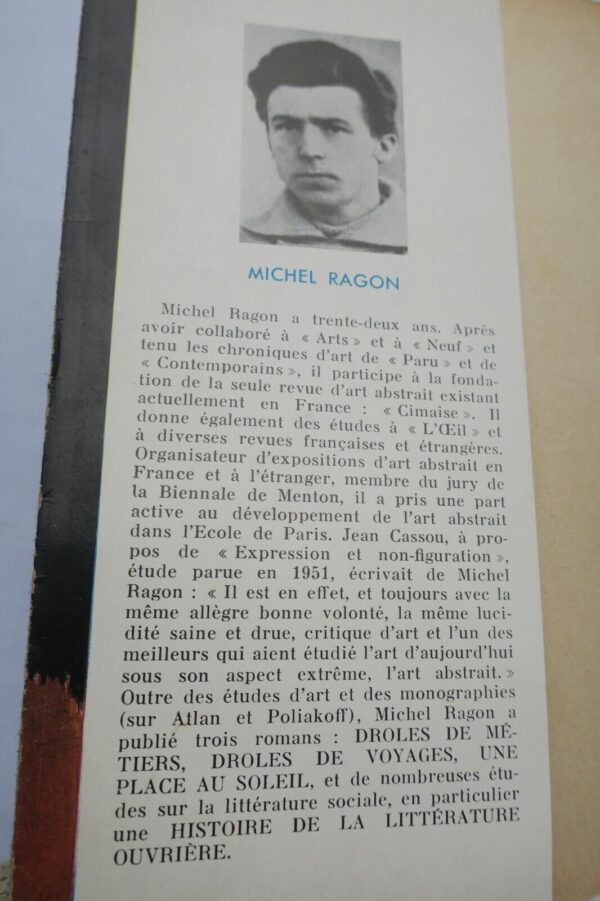 MICHEL RAGON
Michel Ragon a trente-deux ans. Après
avoir collaboré à « Arts » et à « Neuf » et
tenu les chroniques d'art de « Paru » et de
« Contemporains », il participe à la fonda-
tion de la seule revue d'art abstrait existant
actuellement en France : « Cimaise ». Il
donne également des études à « L'Œil » et
à diverses revues françaises et étrangères.
Organisateur d'expositions d'art abstrait en
France et à l'étranger, membre du jury de
la Biennale de Menton, il a pris une part
active au développement de l'art abstrait
dans l'Ecole de Paris. Jean Cassou, à pro-
pos de « Expression et non-figuration »,
étude parue en 1951, écrivait de Michel
Ragon : « Il est en effet, et toujours avec la
même allègre bonne volonté, la même luci-
dité saine et drue, critique d'art et l'un des
meilleurs qui aient étudié l'art d'aujourd'hui
sous son aspect extrême, l'art abstrait. »
Outre des études d'art et des monographies
(sur Atlan et Poliakoff), Michel Ragon a
publié trois romans : DROLES DE MÉ-
TIERS, DROLES DE VOYAGES, UNE
PLACE AU SOLEIL, et de nombreuses étu-
des sur la littérature sociale, en particulier
une HISTOIRE DE LA LITTÉRATURE
OUVRIÈRE.